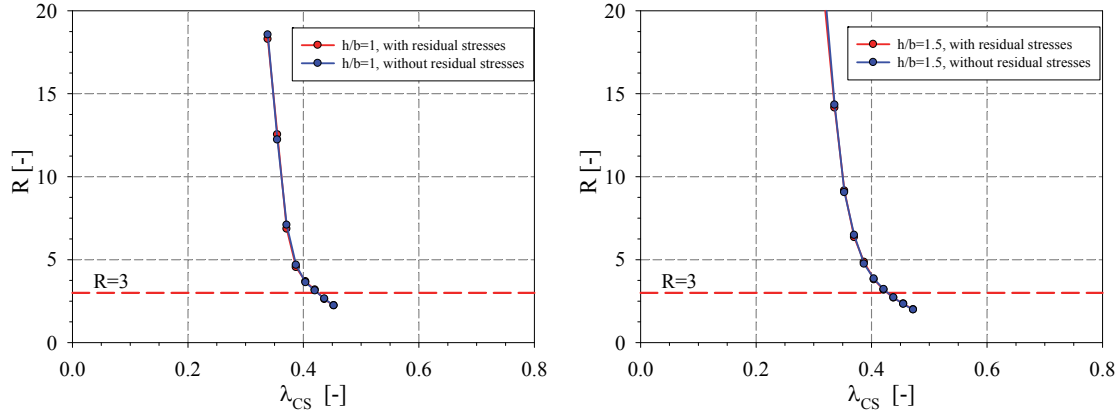 20
15
10
5
0
R [-]
h/b=1, with residual stresses
h/b=1, without residual stresses
R=3
0.0 0.2 0.4 0.6 0.8
λCS [-]
20
15
10
5
0
R [-]
h/b=1.5, with residual stresses
h/b=1.5, without residual stresses
R=3
0.0 0.2 0.4 0.6 0.8
λCS [-]